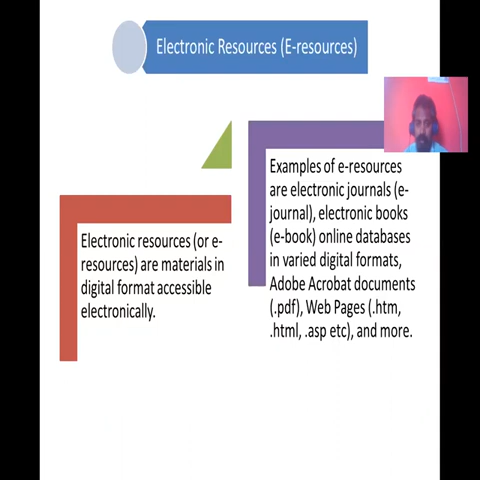 Electronic Resources (E-resources)
Electronic resources (or e-
resources) are materials in
digital format accessible
electronically.
Examples of e-resources
are electronic journals (e-
journal), electronic books
(e-book) online databases
in varied digital formats,
Adobe Acrobat documents
(.pdf), Web Pages (.htm,
.html, .asp etc), and more.